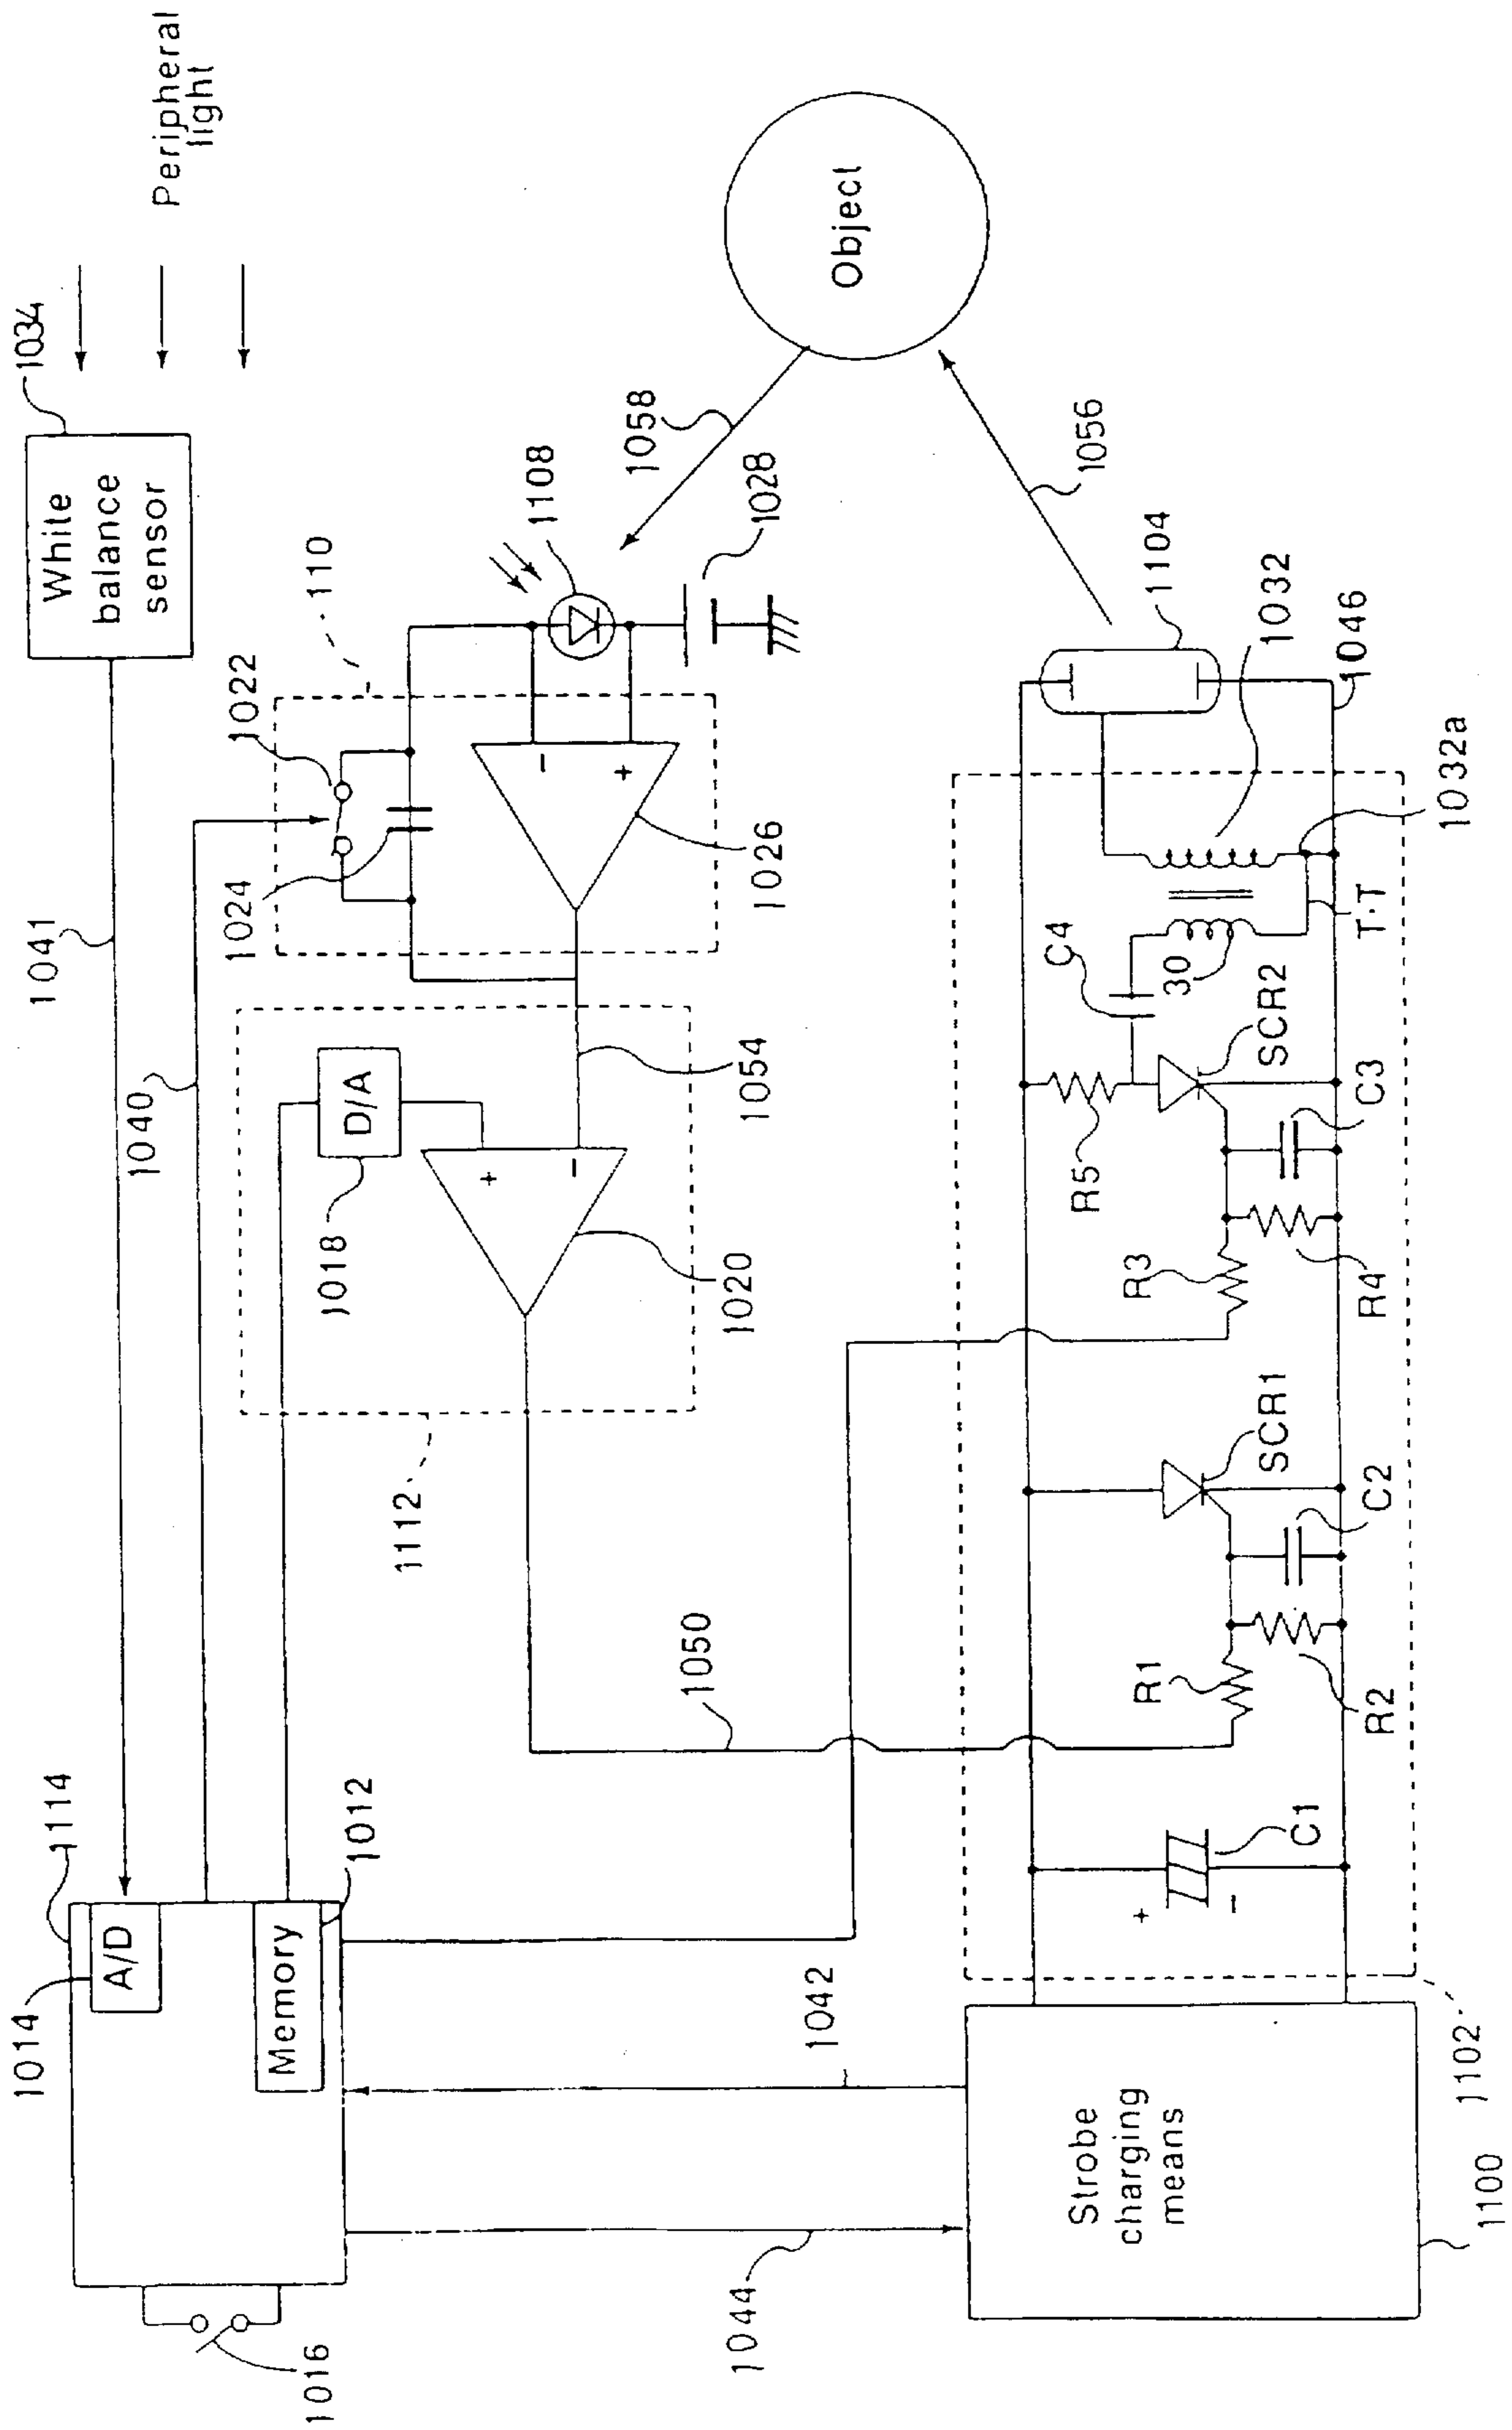 1016
1014
A/D
1114
Memory
1012
1041
1040
1034
White
balance
sensor
Peripheral
light
1112
1018
D/A
+
−
1020
1054
1024
1022
110
−
+
1026
1108
1028
1058
Object
1056
1044
1042
1050
Strobe
charging
means
1100
1102
+
−
C1
R1
R2
C2
SCR1
R3
R4
R5
C3
SCR2
C4
30
T·T
1032a
1032
1046
1104